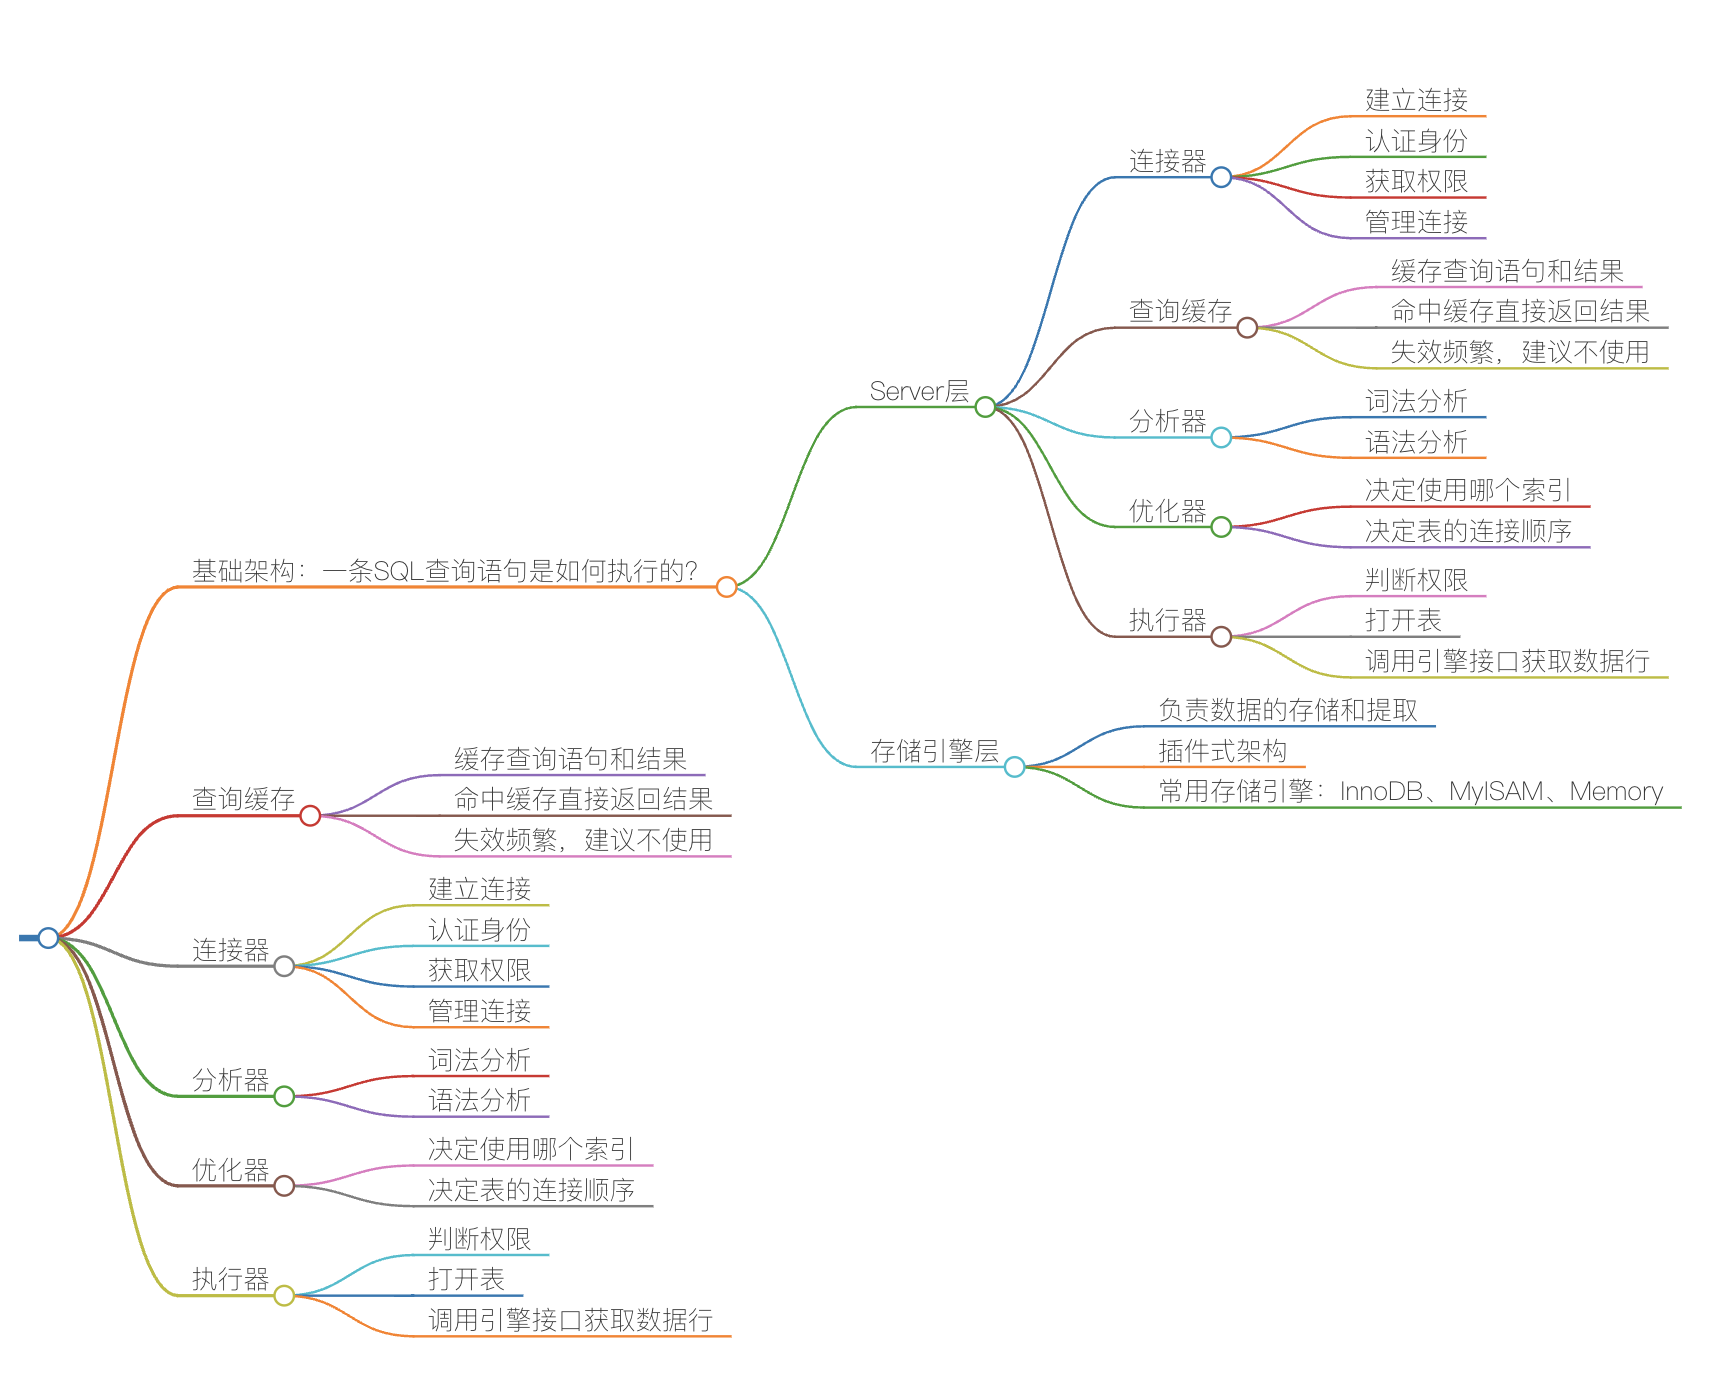 基础架构：一条SQL查询语句是如何执行的？
Server层
连接器
建立连接
认证身份
获取权限
管理连接
查询缓存
缓存查询语句和结果
命中缓存直接返回结果
失效频繁，建议不使用
分析器
词法分析
语法分析
优化器
决定使用哪个索引
决定表的连接顺序
执行器
判断权限
打开表
调用引擎接口获取数据行
存储引擎层
负责数据的存储和提取
插件式架构
常用存储引擎：InnoDB、MyISAM、Memory
查询缓存
缓存查询语句和结果
命中缓存直接返回结果
失效频繁，建议不使用
连接器
建立连接
认证身份
获取权限
管理连接
分析器
词法分析
语法分析
优化器
决定使用哪个索引
决定表的连接顺序
执行器
判断权限
打开表
调用引擎接口获取数据行